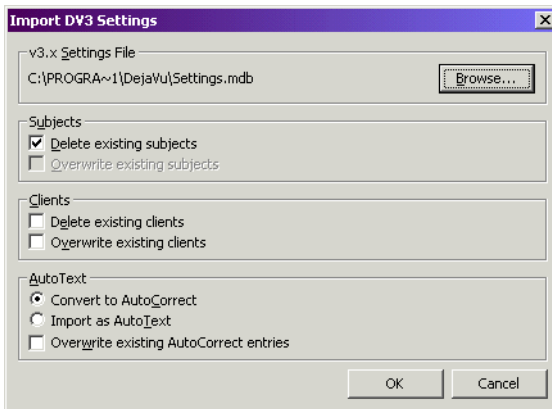 Import DV3 Settings
v3.x Settings File
C:\PROGRA~1\DejaVu\Settings.mdb
Browse...
Subjects
Delete existing subjects
Overwrite existing subjects
Clients
Delete existing clients
Overwrite existing clients
AutoText
Convert to AutoCorrect
Import as AutoText
Overwrite existing AutoCorrect entries
OK Cancel